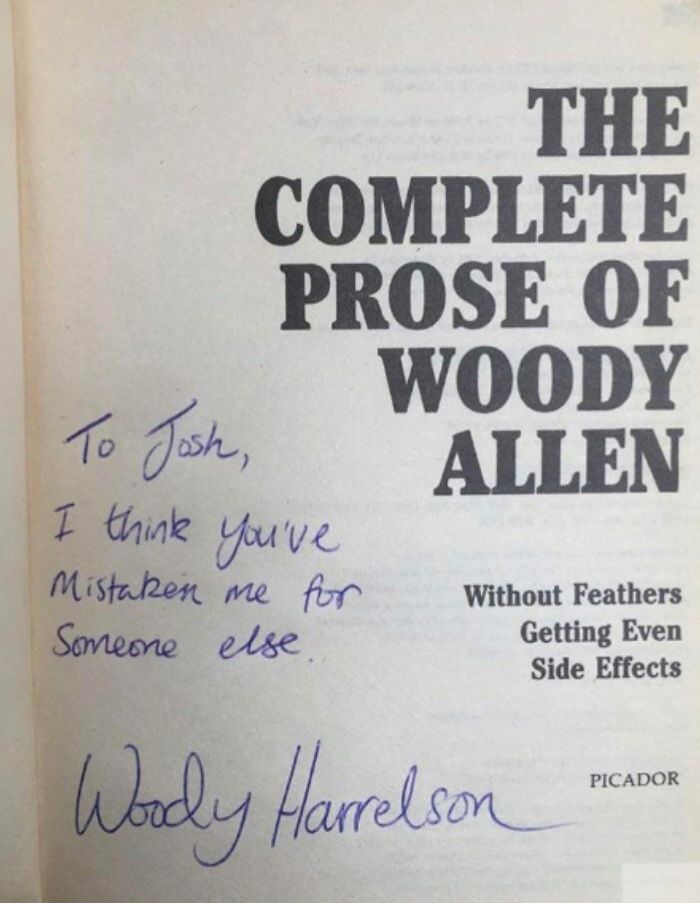 THE
COMPLETE
PROSE OF
WOODY
ALLEN
To Josh,
I think you've
Mistaken me for
Someone else.
Without Feathers
Getting Even
Side Effects
Woody Harrelson
PICADOR